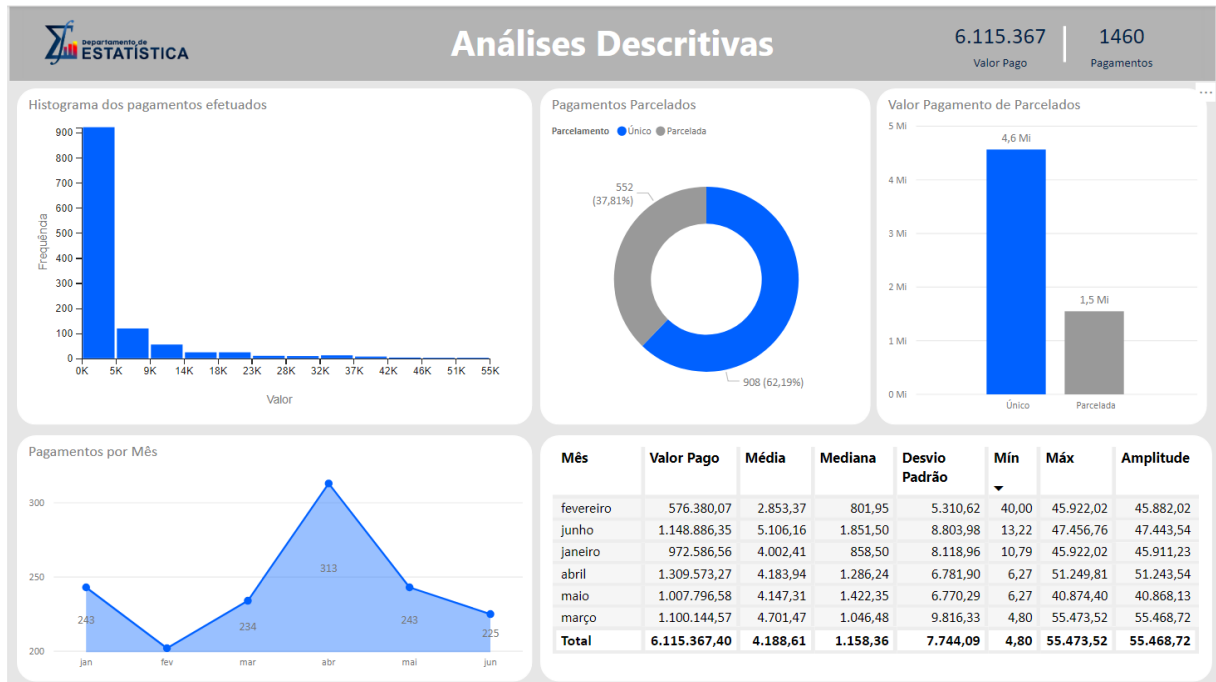 Departamento de
ESTATÍSTICA
Análises Descritivas
6.115.367
Valor Pago
1460
Pagamentos
Histograma dos pagamentos efetuados
900
800
700
600
500
400
300
200
100
0
Frequência
0K 5K 9K 14K 18K 23K 28K 32K 37K 42K 46K 51K 55K
Valor
Pagamentos Parcelados
Parcelamento Único Parcelada
552
(37,81%)
908 (62,19%)
Valor Pagamento de Parcelados
5 Mi
4 Mi
3 Mi
2 Mi
1 Mi
0 Mi
4,6 Mi
1,5 Mi
Único Parcelada
Pagamentos por Mês
300
250
200
243
234
313
243
225
jan fev mar abr mai jun
Mês Valor Pago Média Mediana Desvio Padrão Mín Máx Amplitude
fevereiro 576.380,07 2.853,37 801,95 5.310,62 40,00 45.922,02 45.882,02
junho 1.148.886,35 5.106,16 1.851,50 8.803,98 13,22 47.456,76 47.443,54
janeiro 972.586,56 4.002,41 858,50 8.118,96 10,79 45.922,02 45.911,23
abril 1.309.573,27 4.183,94 1.286,24 6.781,90 6,27 51.249,81 51.243,54
maio 1.007.796,58 4.147,31 1.422,35 6.770,29 6,27 40.874,40 40.868,13
março 1.100.144,57 4.701,47 1.046,48 9.816,33 4,80 55.473,52 55.468,72
Total 6.115.367,40 4.188,61 1.158,36 7.744,09 4,80 55.473,52 55.468,72